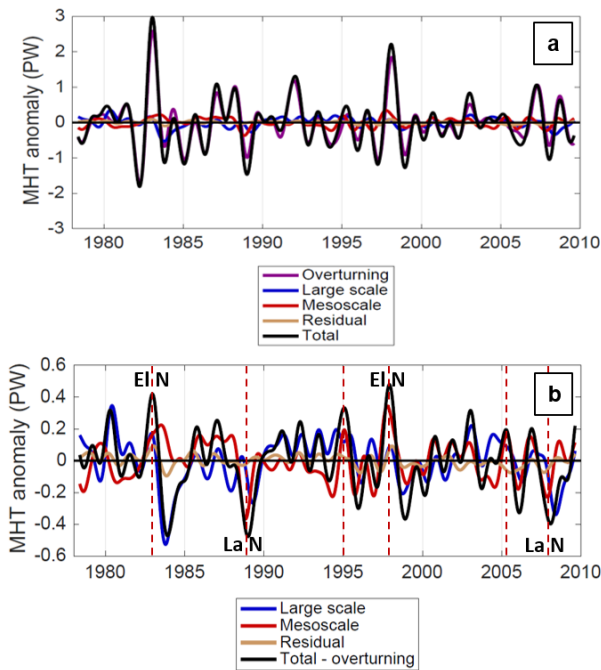 3
a
2
1
0
-1
-2
-3
MHT anomaly (PW)
1980 1985 1990 1995 2000 2005 2010
Overturning
Large scale
Mesoscale
Residual
Total
0.6
El N El N b
0.4
0.2
0
-0.2
-0.4
-0.6
MHT anomaly (PW)
La N La N
1980 1985 1990 1995 2000 2005 2010
Large scale
Mesoscale
Residual
Total - overturning